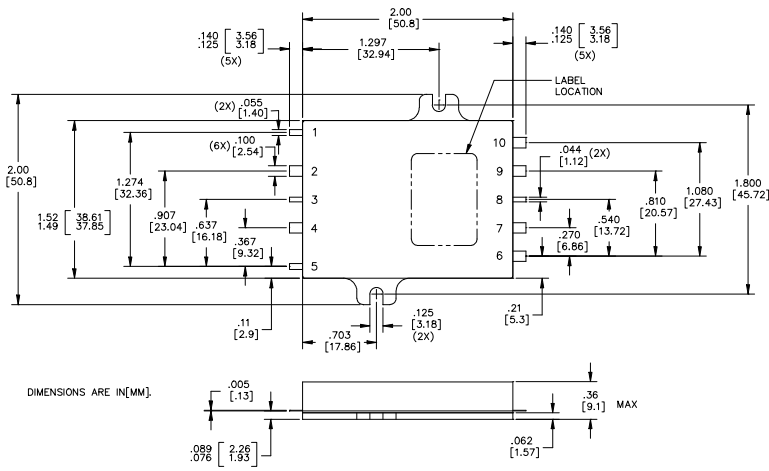 2.00
[50.8]
.140 [ 3.56
.125 3.18 ]
(5X)
1.297
[32.94]
.140 [ 3.56
.125 3.18 ]
(5X)
LABEL
LOCATION
(2X) .055
[1.40]
(6X) .100
[2.54]
1
2
3
4
5
10
9
8
7
6
.044 (2X)
[1.12]
2.00
[50.8]
1.52 [ 38.61
1.49 37.85 ]
1.274
[32.36]
.907
[23.04]
.637
[16.18]
.367
[9.32]
.270
[6.86]
.540
[13.72]
.810
[20.57]
1.080
[27.43]
1.800
[45.72]
.11
[2.9]
.703
[17.86]
.125
[3.18]
(2X)
.21
[5.3]
DIMENSIONS ARE IN[MM].
.005
[.13]
.36
[9.1] MAX
.089 [ 2.26
.076 1.93 ]
.062
[1.57]